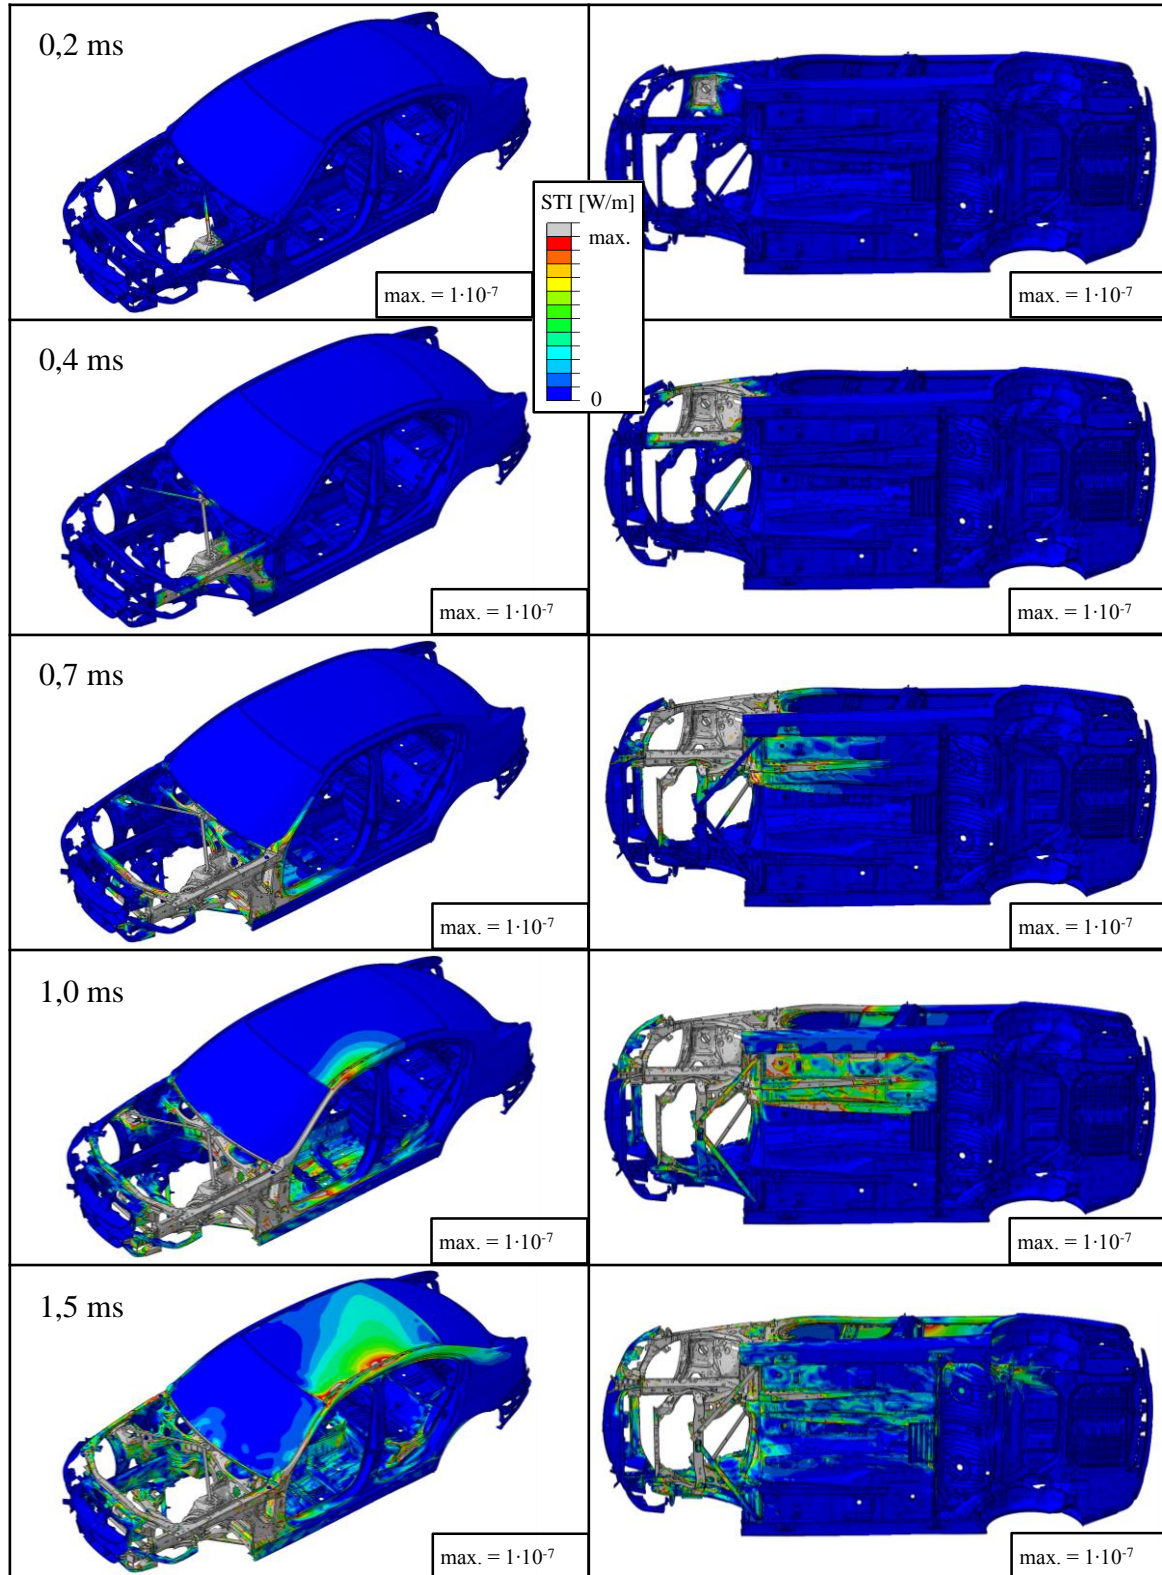 0,2 ms
STI [W/m]
max.
0
max. = 1·10⁻⁷
max. = 1·10⁻⁷
0,4 ms
max. = 1·10⁻⁷
max. = 1·10⁻⁷
0,7 ms
max. = 1·10⁻⁷
max. = 1·10⁻⁷
1,0 ms
max. = 1·10⁻⁷
max. = 1·10⁻⁷
1,5 ms
max. = 1·10⁻⁷
max. = 1·10⁻⁷